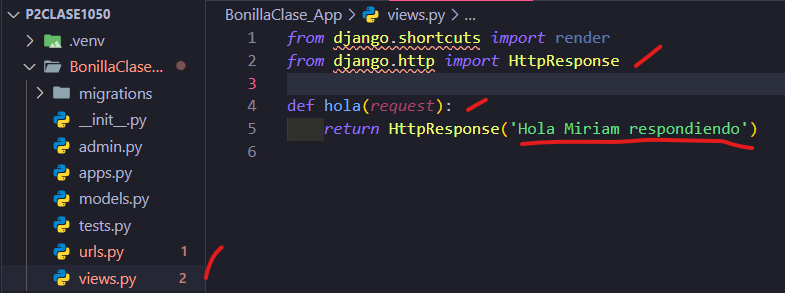 P2CLASE1050
.venv
BonillaClase...
migrations
__init__.py
admin.py
apps.py
models.py
tests.py
urls.py 1
views.py 2
BonillaClase_App > views.py > ...
1 from django.shortcuts import render
2 from django.http import HttpResponse
3
4 def hola(request):
5 return HttpResponse('Hola Miriam respondiendo')
6